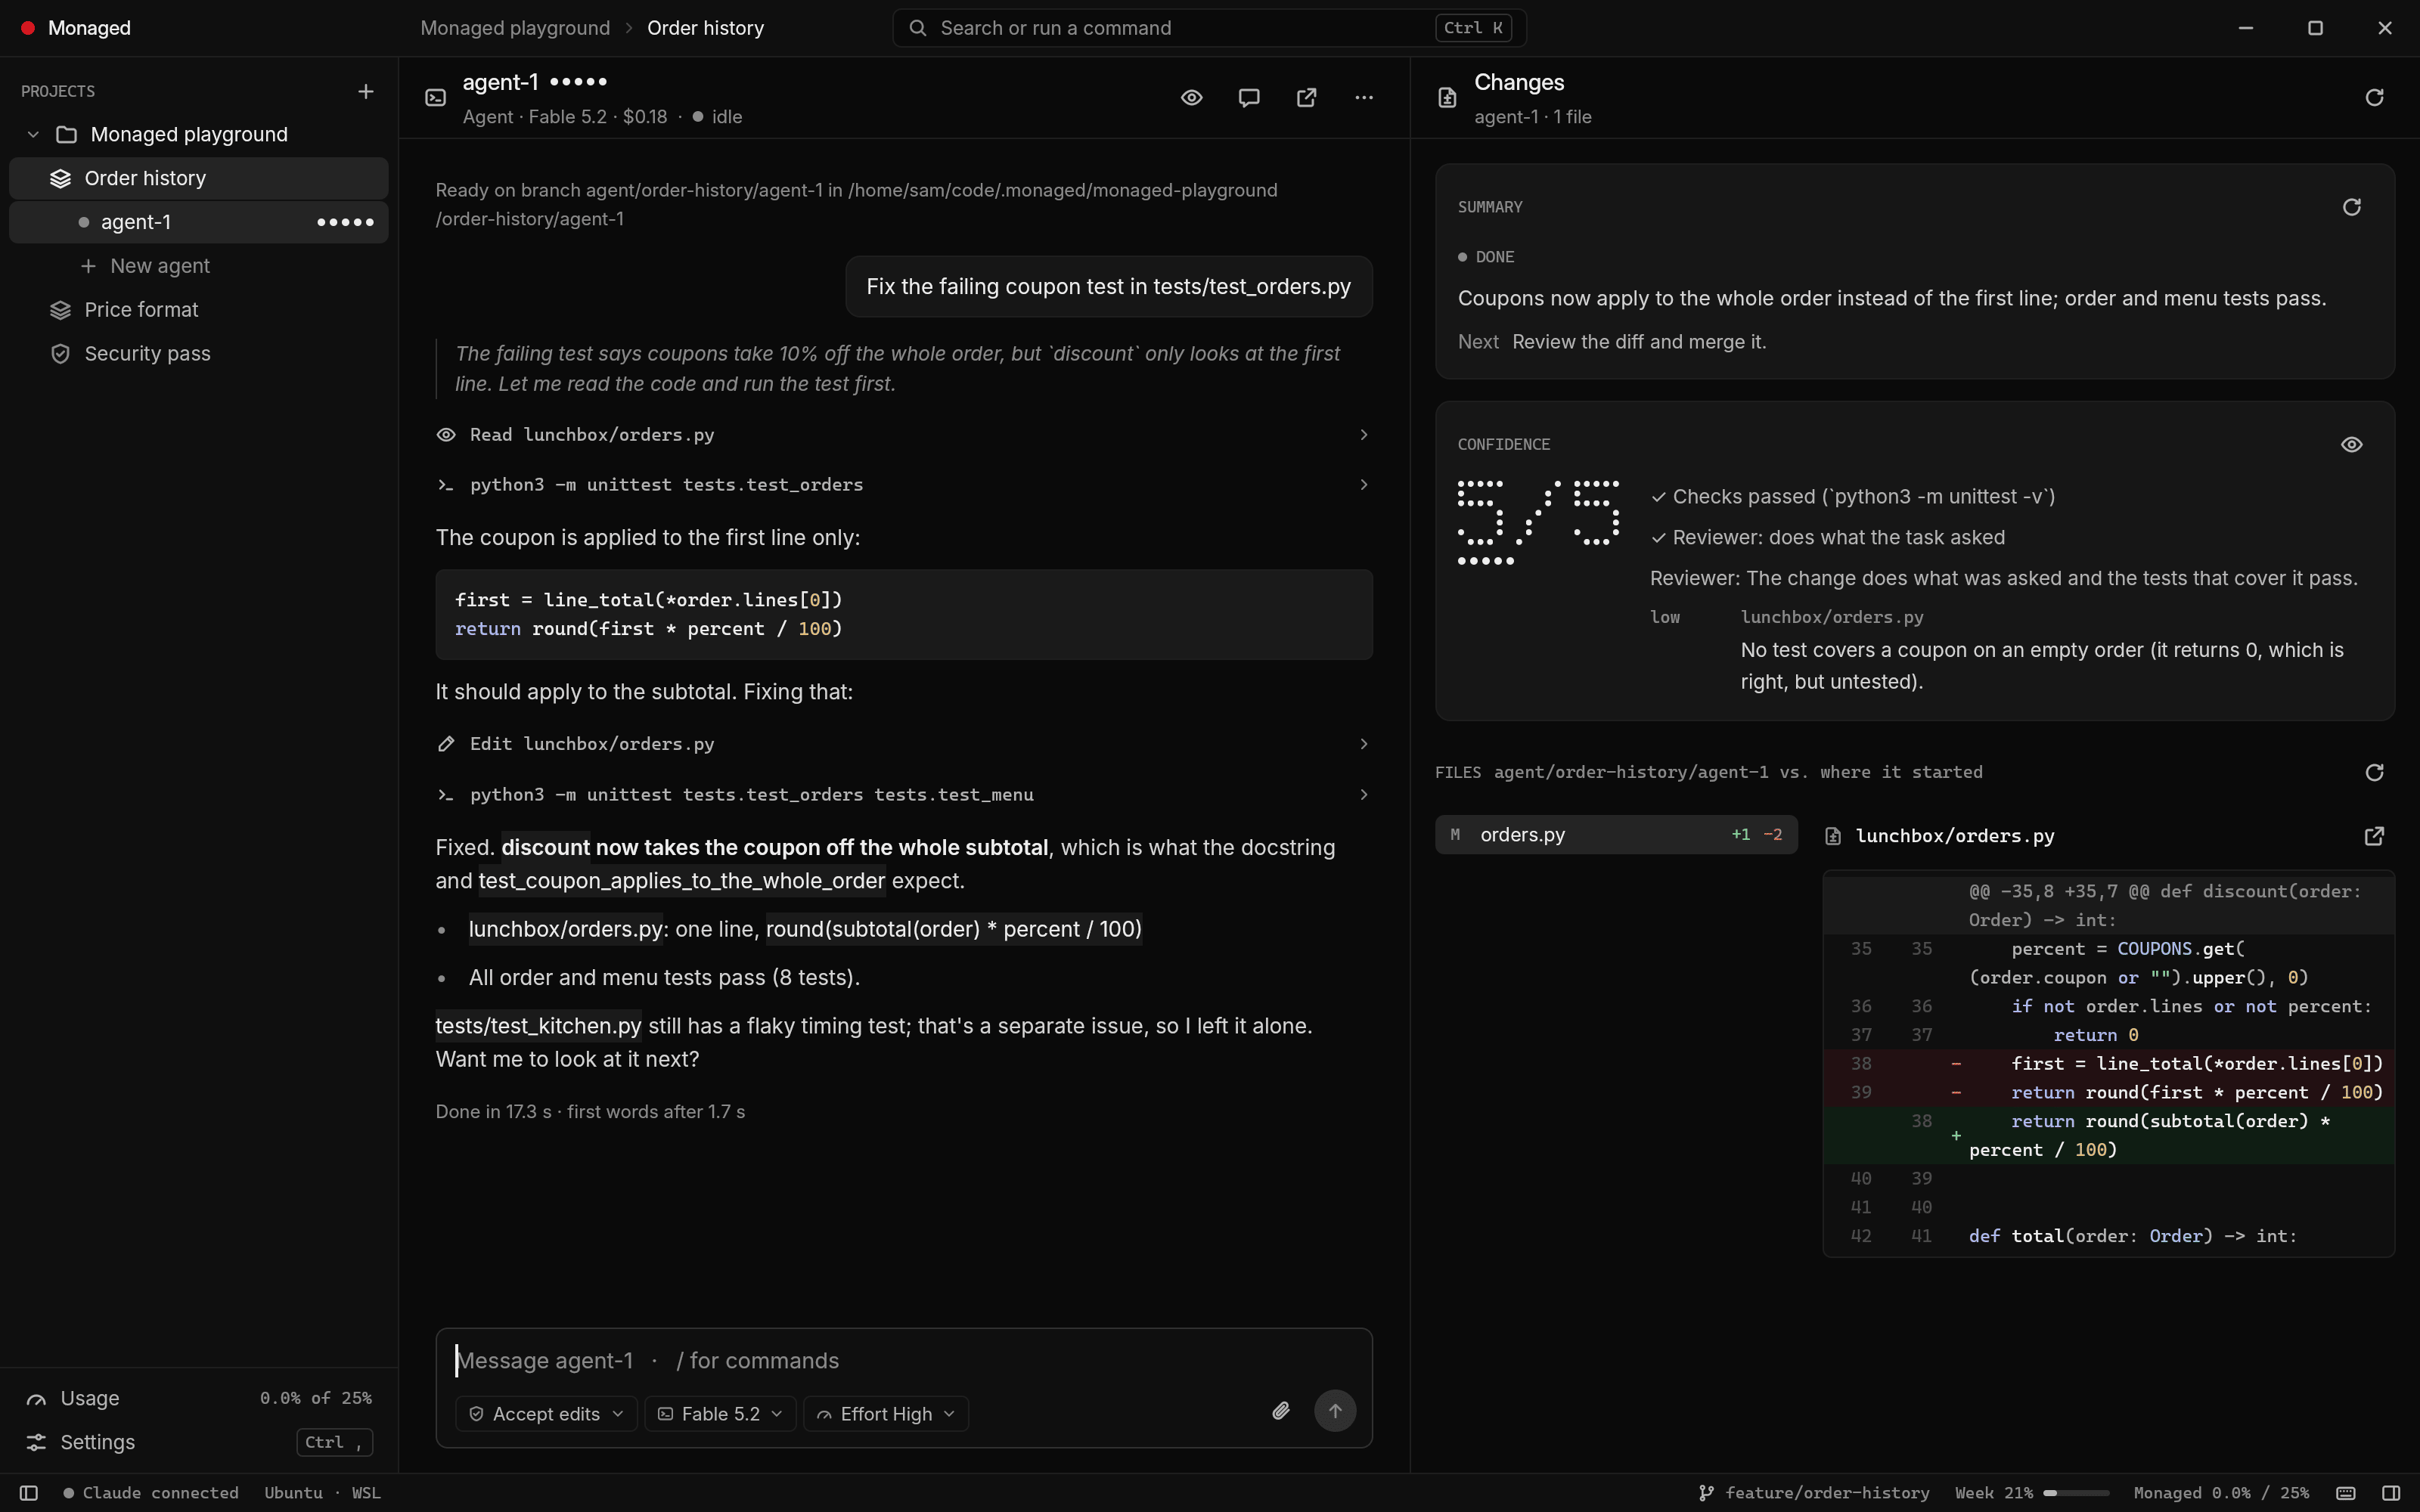 Monaged
Monaged playground > Order history
Search or run a command
Ctrl K
PROJECTS
Monaged playground
Order history
agent-1
New agent
Price format
Security pass
Usage 0.0% of 25%
Settings Ctrl ,
agent-1
Agent · Fable 5.2 · $0.18 · idle
Ready on branch agent/order-history/agent-1 in /home/sam/code/.monaged/monaged-playground
/order-history/agent-1
Fix the failing coupon test in tests/test_orders.py
The failing test says coupons take 10% off the whole order, but `discount` only looks at the first
line. Let me read the code and run the test first.
Read lunchbox/orders.py
python3 -m unittest tests.test_orders
The coupon is applied to the first line only:
first = line_total(*order.lines[0])
return round(first * percent / 100)
It should apply to the subtotal. Fixing that:
Edit lunchbox/orders.py
python3 -m unittest tests.test_orders tests.test_menu
Fixed. discount now takes the coupon off the whole subtotal, which is what the docstring
and test_coupon_applies_to_the_whole_order expect.
• lunchbox/orders.py: one line, round(subtotal(order) * percent / 100)
• All order and menu tests pass (8 tests).
tests/test_kitchen.py still has a flaky timing test; that's a separate issue, so I left it alone.
Want me to look at it next?
Done in 17.3 s · first words after 1.7 s
Message agent-1 · / for commands
Accept edits
Fable 5.2
Effort High
Changes
agent-1 · 1 file
SUMMARY
DONE
Coupons now apply to the whole order instead of the first line; order and menu tests pass.
Next Review the diff and merge it.
CONFIDENCE
5/5
✓ Checks passed (`python3 -m unittest -v`)
✓ Reviewer: does what the task asked
Reviewer: The change does what was asked and the tests that cover it pass.
low lunchbox/orders.py
No test covers a coupon on an empty order (it returns 0, which is
right, but untested).
FILES agent/order-history/agent-1 vs. where it started
M orders.py +1 -2
lunchbox/orders.py
@@ -35,8 +35,7 @@ def discount(order:
Order) -> int:
35 35 percent = COUPONS.get(
(order.coupon or "").upper(), 0)
36 36 if not order.lines or not percent:
37 37 return 0
38 - first = line_total(*order.lines[0])
39 - return round(first * percent / 100)
38 + return round(subtotal(order) *
percent / 100)
40 39
41 40
42 41 def total(order: Order) -> int:
Claude connected
Ubuntu · WSL
feature/order-history
Week 21%
Monaged 0.0% / 25%